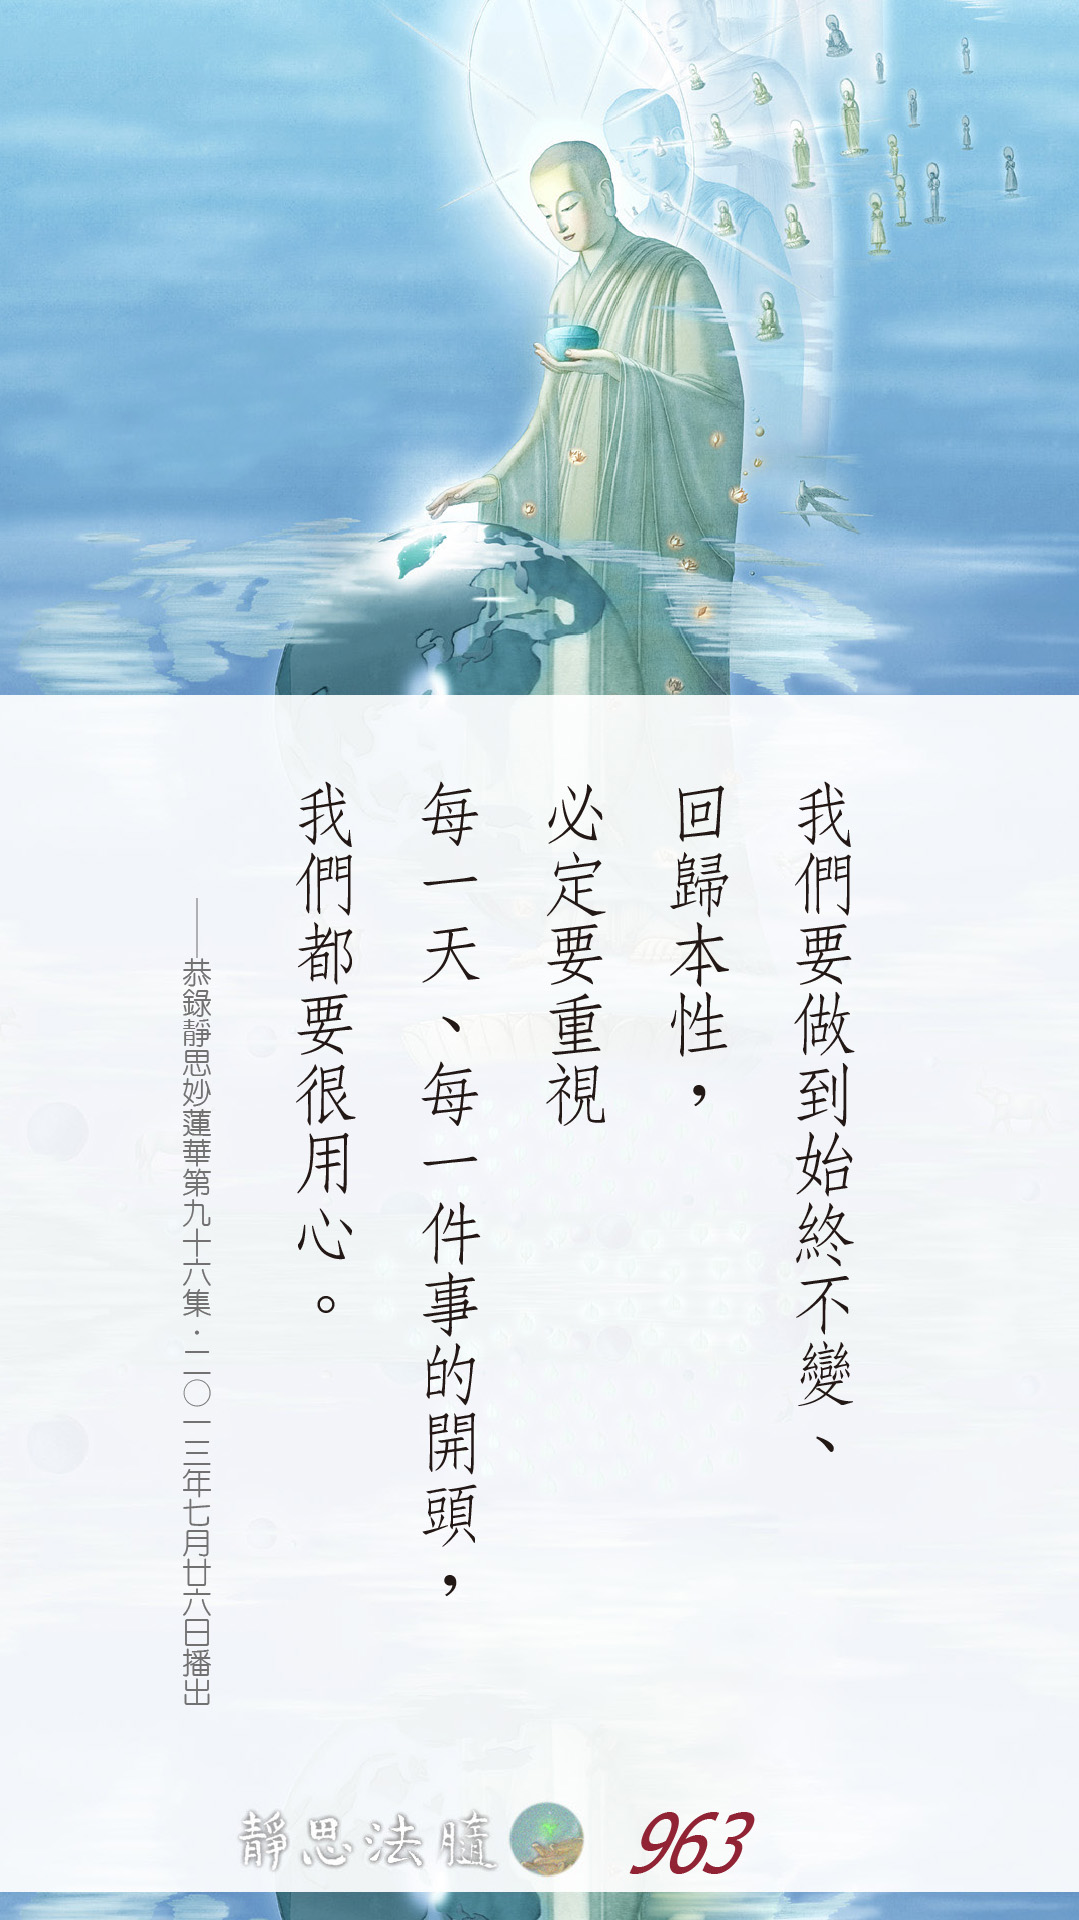 我們要做到始終不變、
回歸本性，
必定要重視
每一天、每一件事的開頭，
我們都要很用心。
──恭錄靜思妙蓮華第九十六集．二〇一三年七月廿六日播出
靜思法髓
963